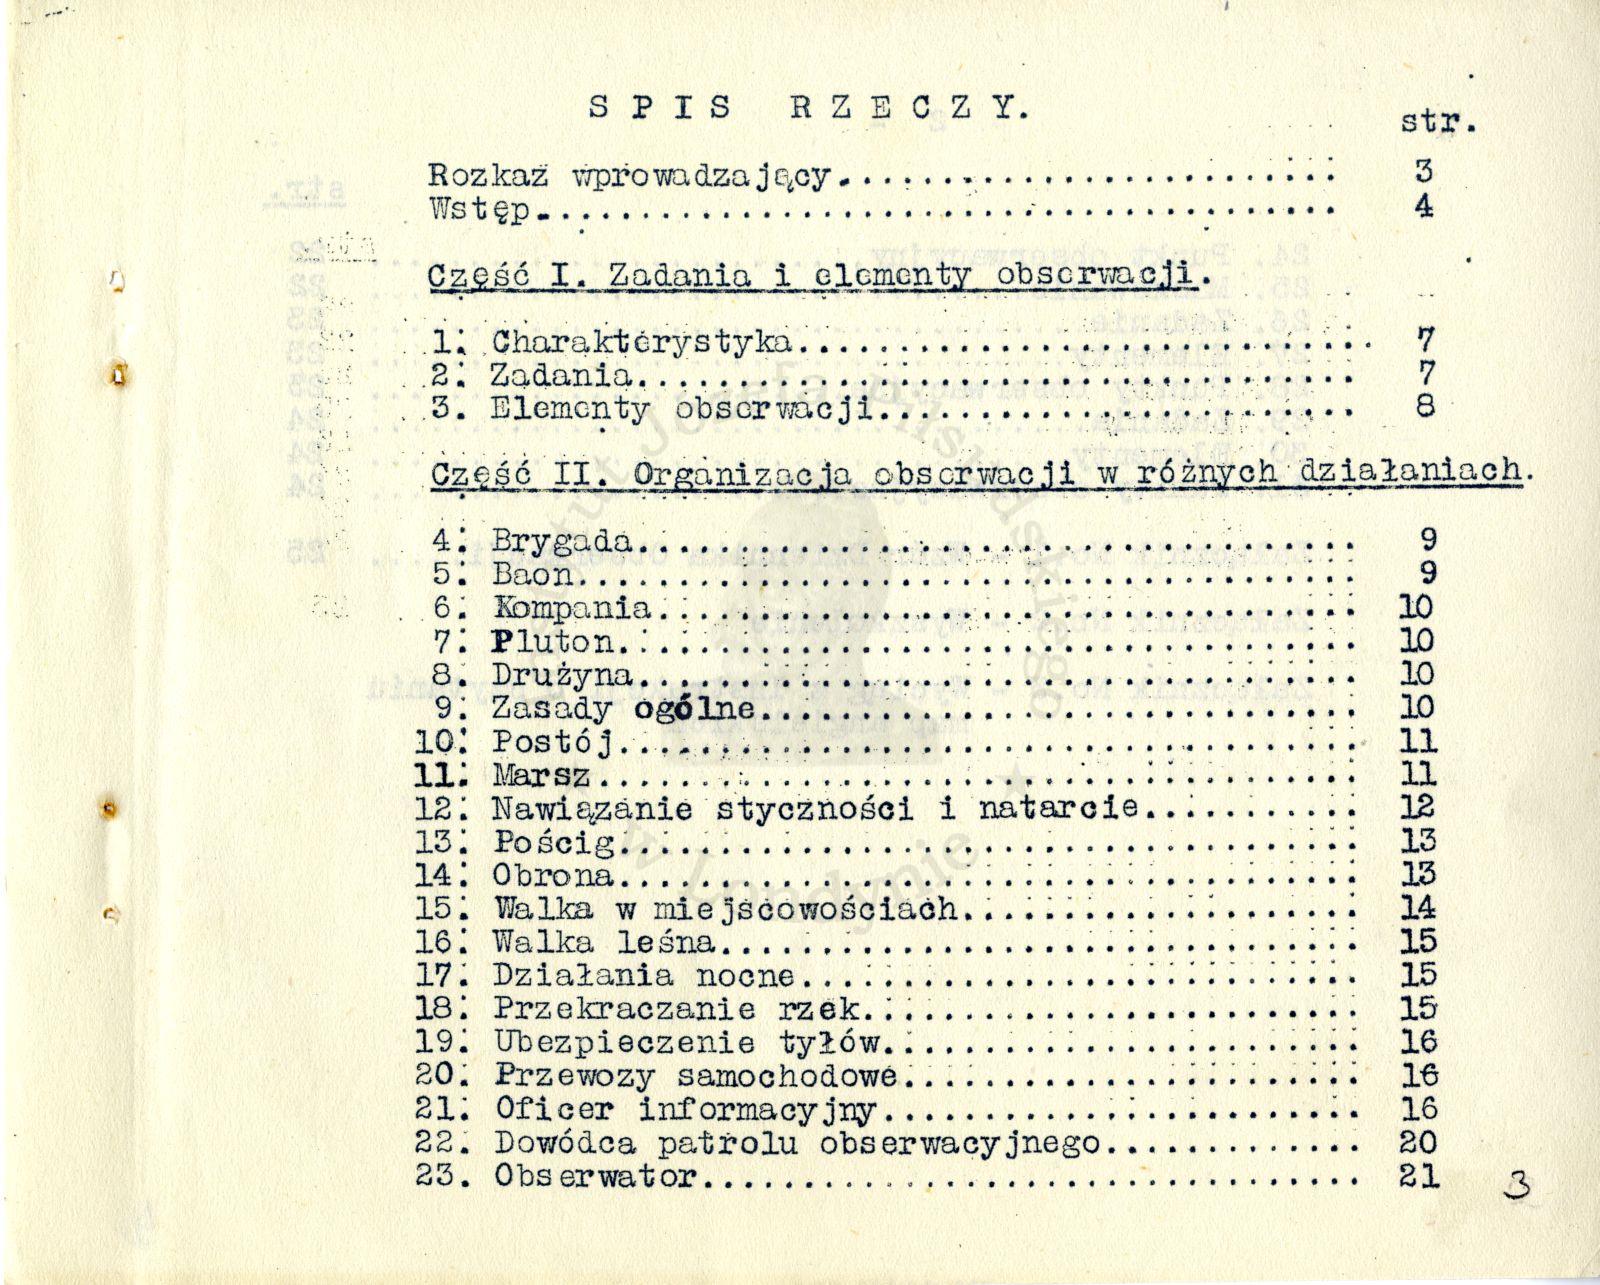 SPIS RZECZY.
str.
Rozkaz wprowadzający.............................. 3
Wstęp....................................... 4
Część I. Zadania i elementy obserwacji.
1. Charakterystyka............................. 7
2. Zadania.................................... 7
3. Elementy obserwacji........................ 8
Część II. Organizacja obserwacji w różnych działaniach.
4. Brygada.................................... 9
5. Baon....................................... 9
6. Kompania................................... 10
7. Pluton..................................... 10
8. Drużyna.................................... 10
9. Zasady ogólne.............................. 10
10. Postój..................................... 11
11. Marsz...................................... 11
12. Nawiązanie styczności i natarcie........... 12
13. Pościg..................................... 13
14. Obrona..................................... 13
15. Walka w miejscowościach.................... 14
16. Walka leśna................................ 15
17. Działania nocne............................ 15
18. Przekraczanie rzek......................... 15
19. Ubezpieczenie tyłów........................ 16
20. Przewozy samochodowe....................... 16
21. Oficer informacyjny........................ 16
22. Dowódca patrolu obserwacyjnego............. 20
23. Obserwator................................. 21
3